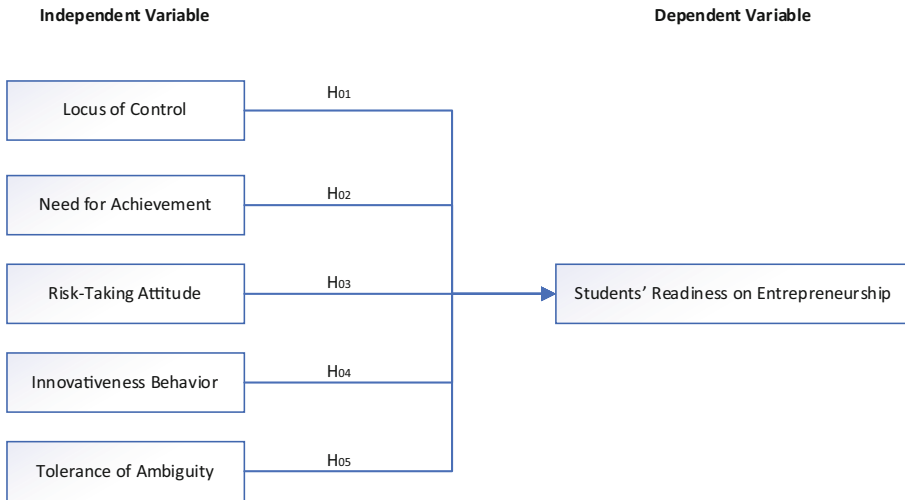 Independent Variable
Dependent Variable
Locus of Control
H01
Need for Achievement
H02
Risk-Taking Attitude
H03
Students’ Readiness on Entrepreneurship
Innovativeness Behavior
H04
Tolerance of Ambiguity
H05